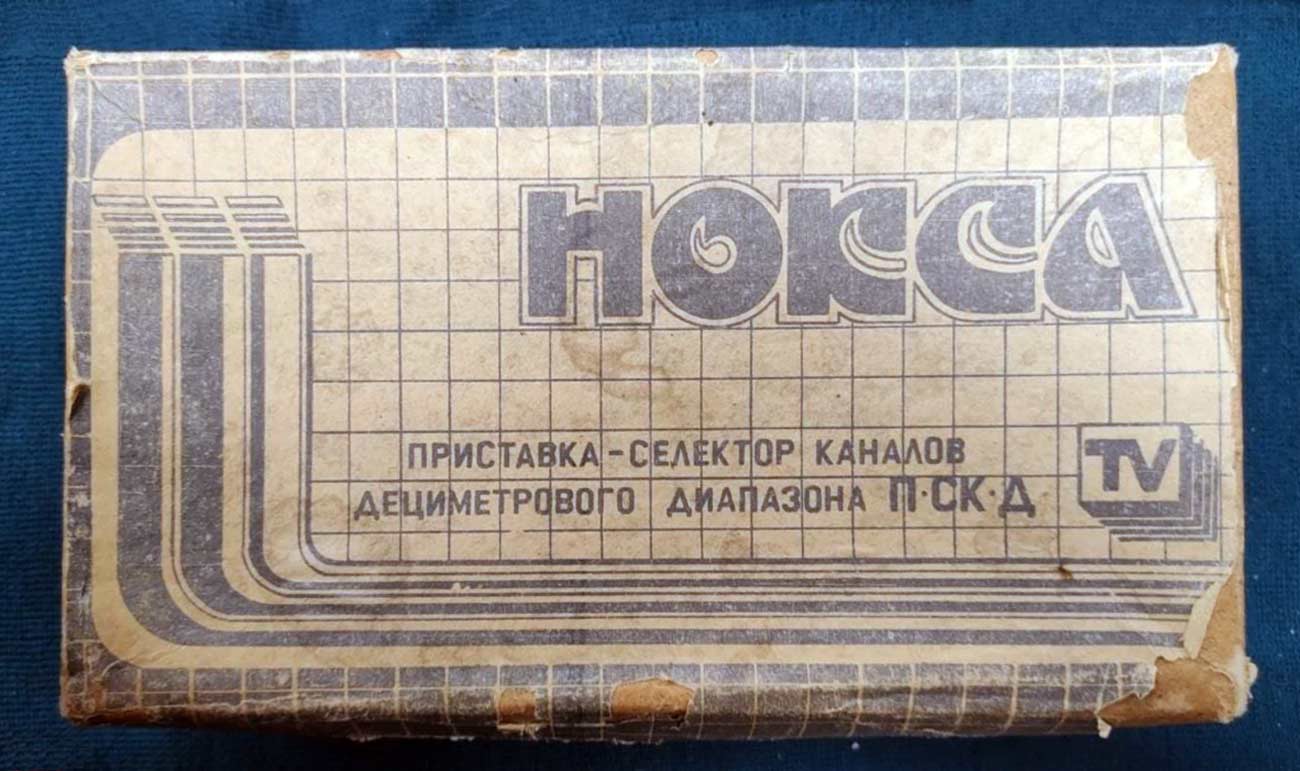 НОКСА
ПРИСТАВКА-СЕЛЕКТОР КАНАЛОВ
ДЕЦИМЕТРОВОГО ДИАПАЗОНА П·СК·Д
TV